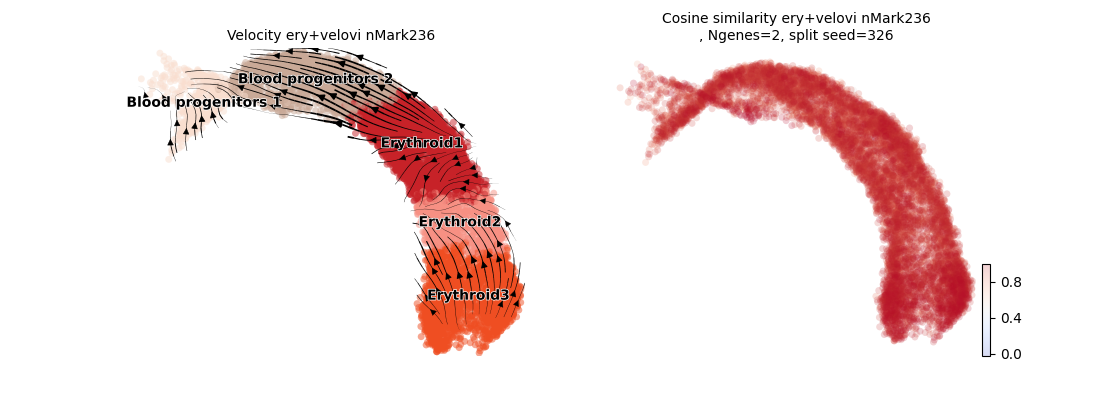 Velocity ery+velovi nMark236
Blood progenitors 2
Blood progenitors 1
Erythroid1
Erythroid2
Erythroid3
Cosine similarity ery+velovi nMark236
, Ngenes=2, split seed=326
0.8
0.4
0.0